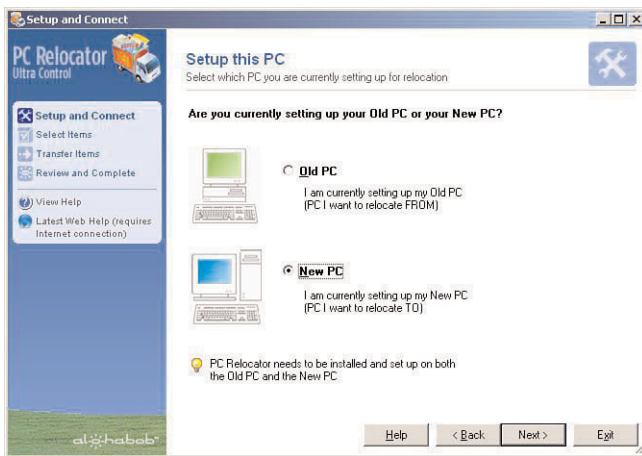 Setup and Connect
PC Relocator
Ultra Control
Setup and Connect
Select Items
Transfer Items
Review and Complete
View Help
Latest Web Help (requires
Internet connection)
alohabob
Setup this PC
Select which PC you are currently setting up for relocation
Are you currently setting up your Old PC or your New PC?
Old PC
I am currently setting up my Old PC
(PC I want to relocate FROM)
New PC
I am currently setting up my New PC
(PC I want to relocate TO)
PC Relocator needs to be installed and set up on both
the Old PC and the New PC
Help
< Back
Next >
Exit